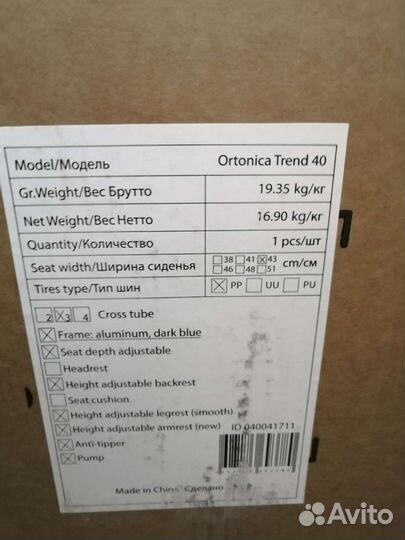 Model/Модель Ortonica Trend 40
Gr.Weight/Вес Брутто 19.35 kg/кг
Net Weight/Вес Нетто 16.90 kg/кг
Quantity/Количество 1 pcs/шт
Seat width/Ширина сиденья 38 41 43 cm/см
46 48 51
Tires type/Тип шин PP UU PU
2 3 4 Cross tube
Frame: aluminum, dark blue
Seat depth adjustable
Headrest
Height adjustable backrest
Seat cushion
Height adjustable legrest (smooth)
Height adjustable armrest (new) ID 040041711
Anti-tipper
Pump
Made in China Сделано
Avito